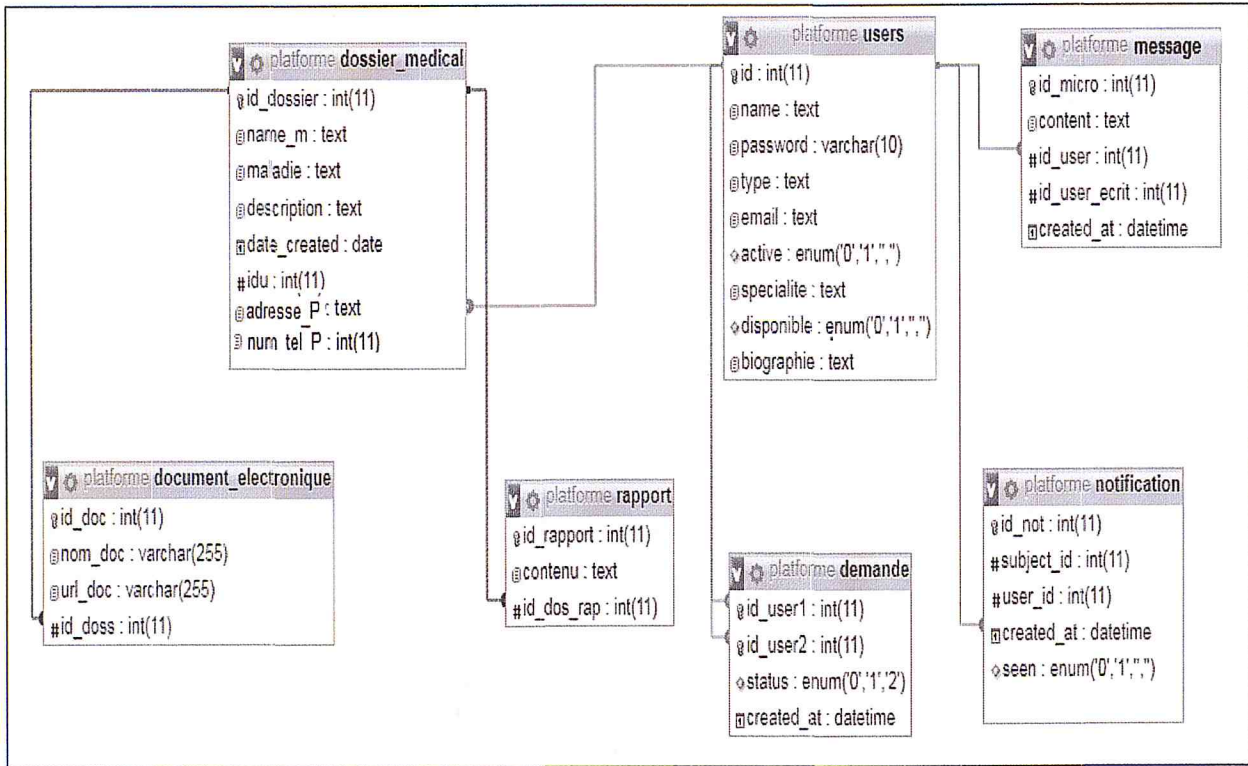 platforme dossier_medical
id_dossier : int(11)
name_m : text
maladie : text
description : text
date_created : date
#idu : int(11)
adresse_P : text
num_tel_P : int(11)
platforme users
id : int(11)
name : text
password : varchar(10)
type : text
email : text
active : enum('0','1','','')
specialite : text
disponible : enum('0','1','','')
biographie : text
platforme message
id_micro : int(11)
content : text
#id_user : int(11)
#id_user_ecrit : int(11)
created_at : datetime
platforme document_electronique
id_doc : int(11)
nom_doc : varchar(255)
url_doc : varchar(255)
#id_doss : int(11)
platforme rapport
id_rapport : int(11)
contenu : text
#id_dos_rap : int(11)
platforme demande
id_user1 : int(11)
id_user2 : int(11)
status : enum('0','1','2')
created_at : datetime
platforme notification
id_not : int(11)
#subject_id : int(11)
#user_id : int(11)
created_at : datetime
seen : enum('0','1','','')